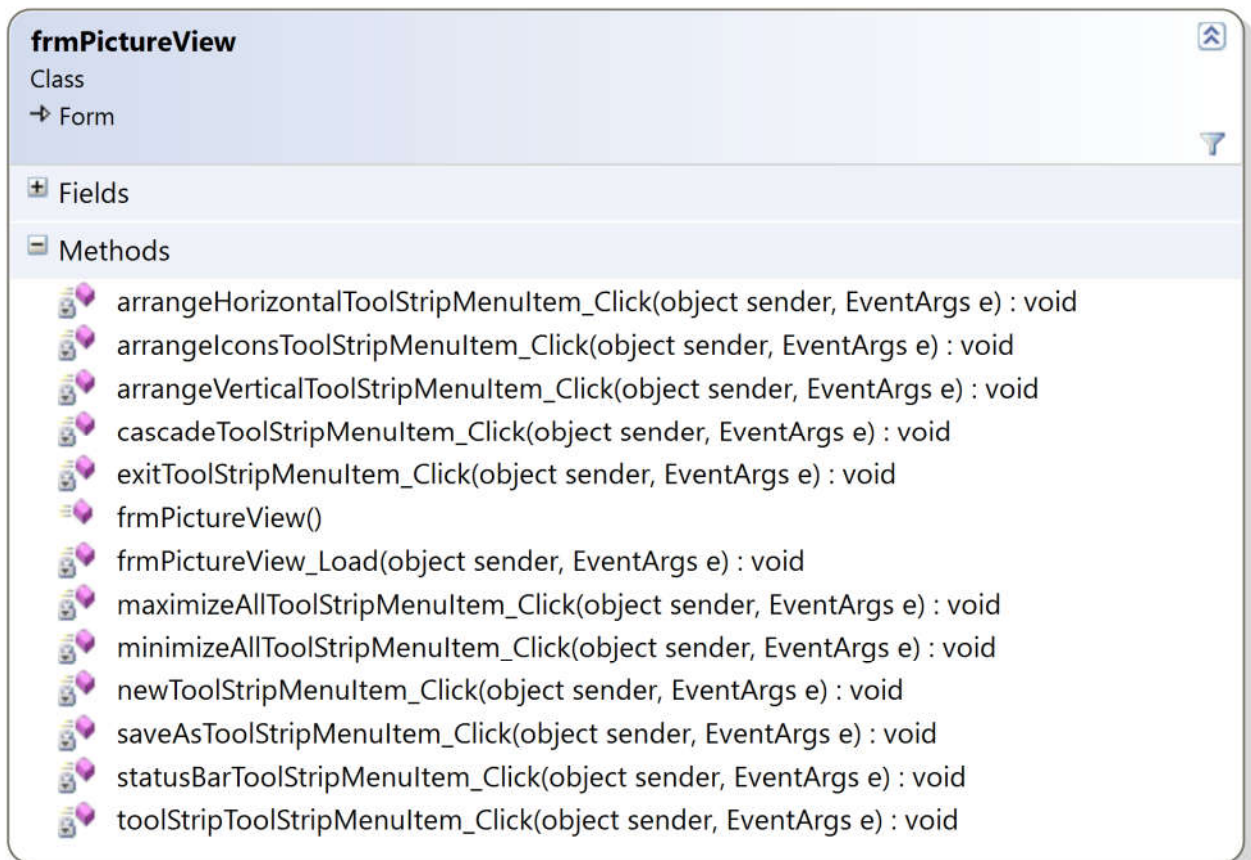 frmPictureView
Class
Form
Fields
Methods
arrangeHorizontalToolStripMenuItem_Click(object sender, EventArgs e) : void
arrangeIconsToolStripMenuItem_Click(object sender, EventArgs e) : void
arrangeVerticalToolStripMenuItem_Click(object sender, EventArgs e) : void
cascadeToolStripMenuItem_Click(object sender, EventArgs e) : void
exitToolStripMenuItem_Click(object sender, EventArgs e) : void
frmPictureView()
frmPictureView_Load(object sender, EventArgs e) : void
maximizeAllToolStripMenuItem_Click(object sender, EventArgs e) : void
minimizeAllToolStripMenuItem_Click(object sender, EventArgs e) : void
newToolStripMenuItem_Click(object sender, EventArgs e) : void
saveAsToolStripMenuItem_Click(object sender, EventArgs e) : void
statusBarToolStripMenuItem_Click(object sender, EventArgs e) : void
toolStripToolStripMenuItem_Click(object sender, EventArgs e) : void